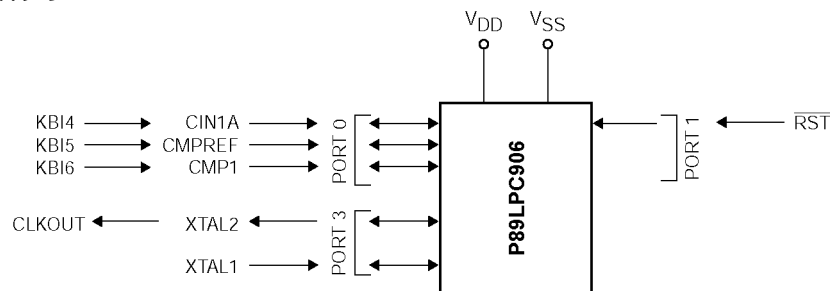 VDD VSS
KBI4 CIN1A
KBI5 CMPREF
KBI6 CMP1
PORT 0
P89LPC906
PORT 1
RST
CLKOUT XTAL2
XTAL1
PORT 3